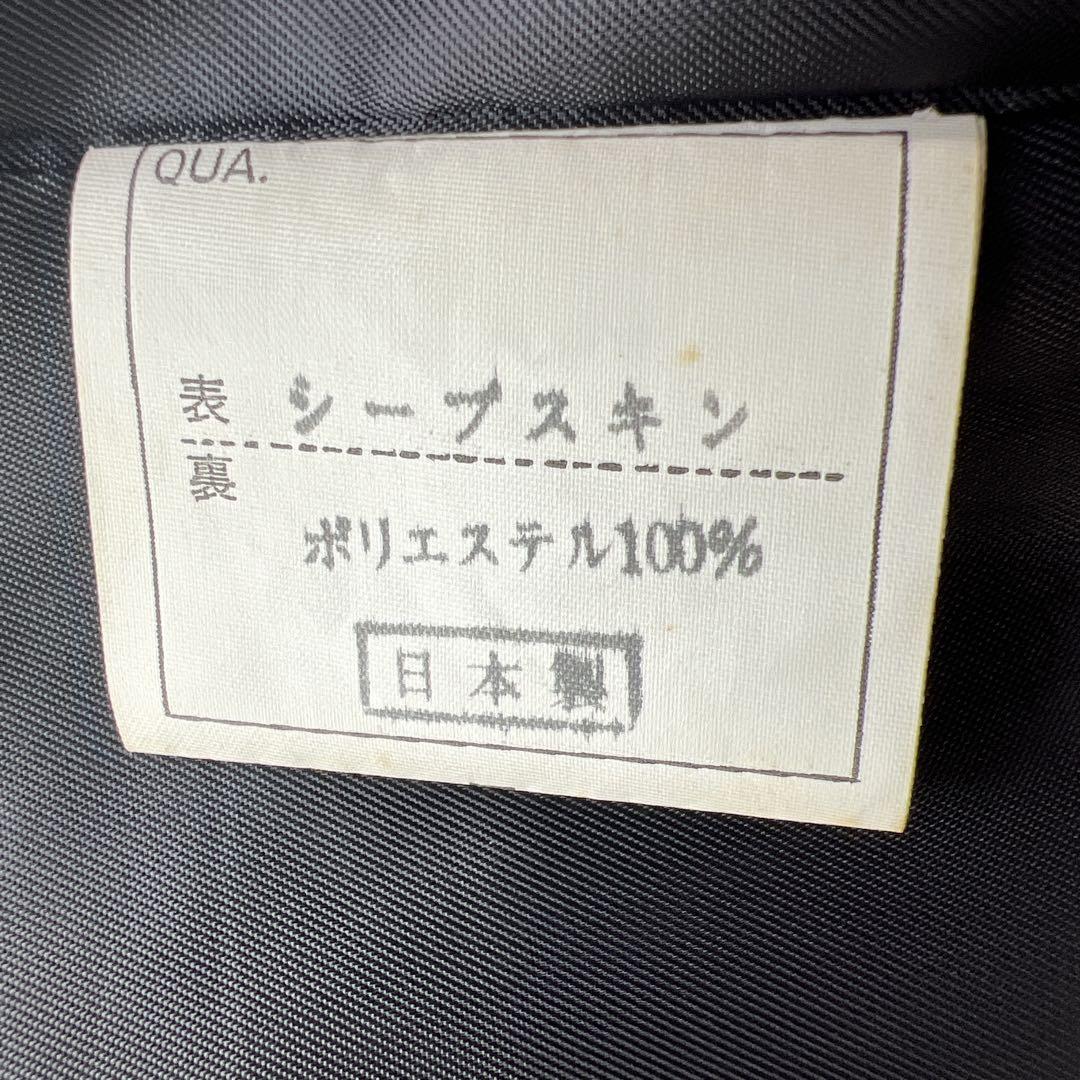 QUA.
表 シープスキン
裏
ポリエステル100%
日本製